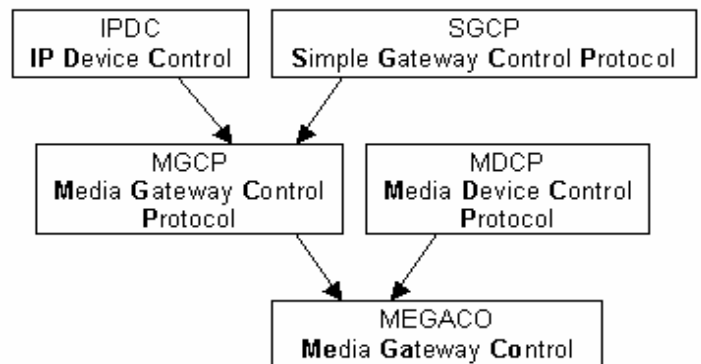 IPDC
IP Device Control
SGCP
Simple Gateway Control Protocol
MGCP
Media Gateway Control
Protocol
MDCP
Media Device Control
Protocol
MEGACO
Media Gateway Control